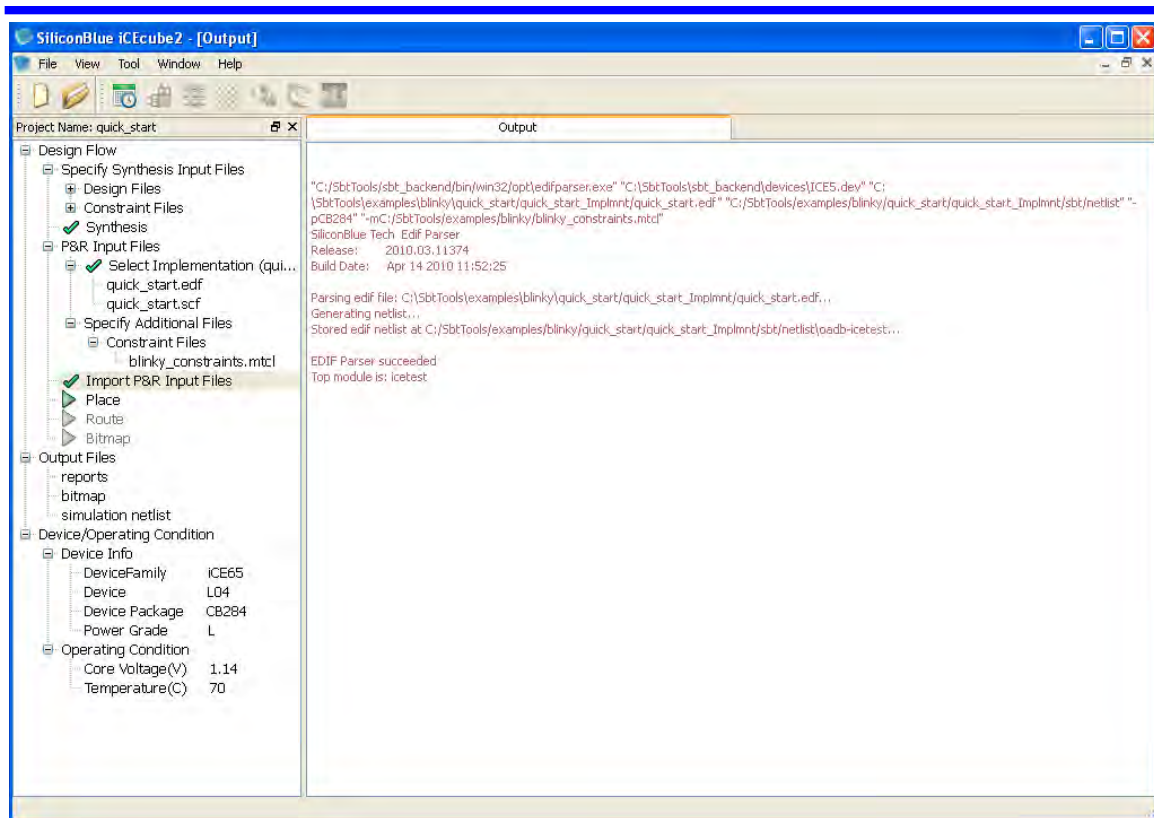 SiliconBlue iCEcube2 - [Output]
File View Tool Window Help
Project Name: quick_start
Output
Design Flow
Specify Synthesis Input Files
Design Files
Constraint Files
Synthesis
P&R Input Files
Select Implementation (qui...
quick_start.edf
quick_start.scf
Specify Additional Files
Constraint Files
blinky_constraints.mtcl
Import P&R Input Files
Place
Route
Bitmap
Output Files
reports
bitmap
simulation netlist
Device/Operating Condition
Device Info
DeviceFamily iCE65
Device L04
Device Package CB284
Power Grade L
Operating Condition
Core Voltage(V) 1.14
Temperature(C) 70
"C:/SbtTools/sbt_backend/bin/win32/opt\edifparser.exe" "C:\SbtTools\sbt_backend\devices\ICE5.dev" "C:
\SbtTools\examples\blinky\quick_start/quick_start_Implmnt/quick_start.edf" "C:/SbtTools/examples/blinky/quick_start/quick_start_Implmnt/sbt/netlist" "-
pCB284" "-mC:/SbtTools/examples/blinky/blinky_constraints.mtcl"
SiliconBlue Tech Edif Parser
Release: 2010.03.11374
Build Date: Apr 14 2010 11:52:25
Parsing edif file: C:\SbtTools\examples\blinky\quick_start/quick_start_Implmnt/quick_start.edf...
Generating netlist...
Stored edif netlist at C:/SbtTools/examples/blinky/quick_start/quick_start_Implmnt/sbt/netlist\oadb-icetest...
EDIF Parser succeeded
Top module is: icetest